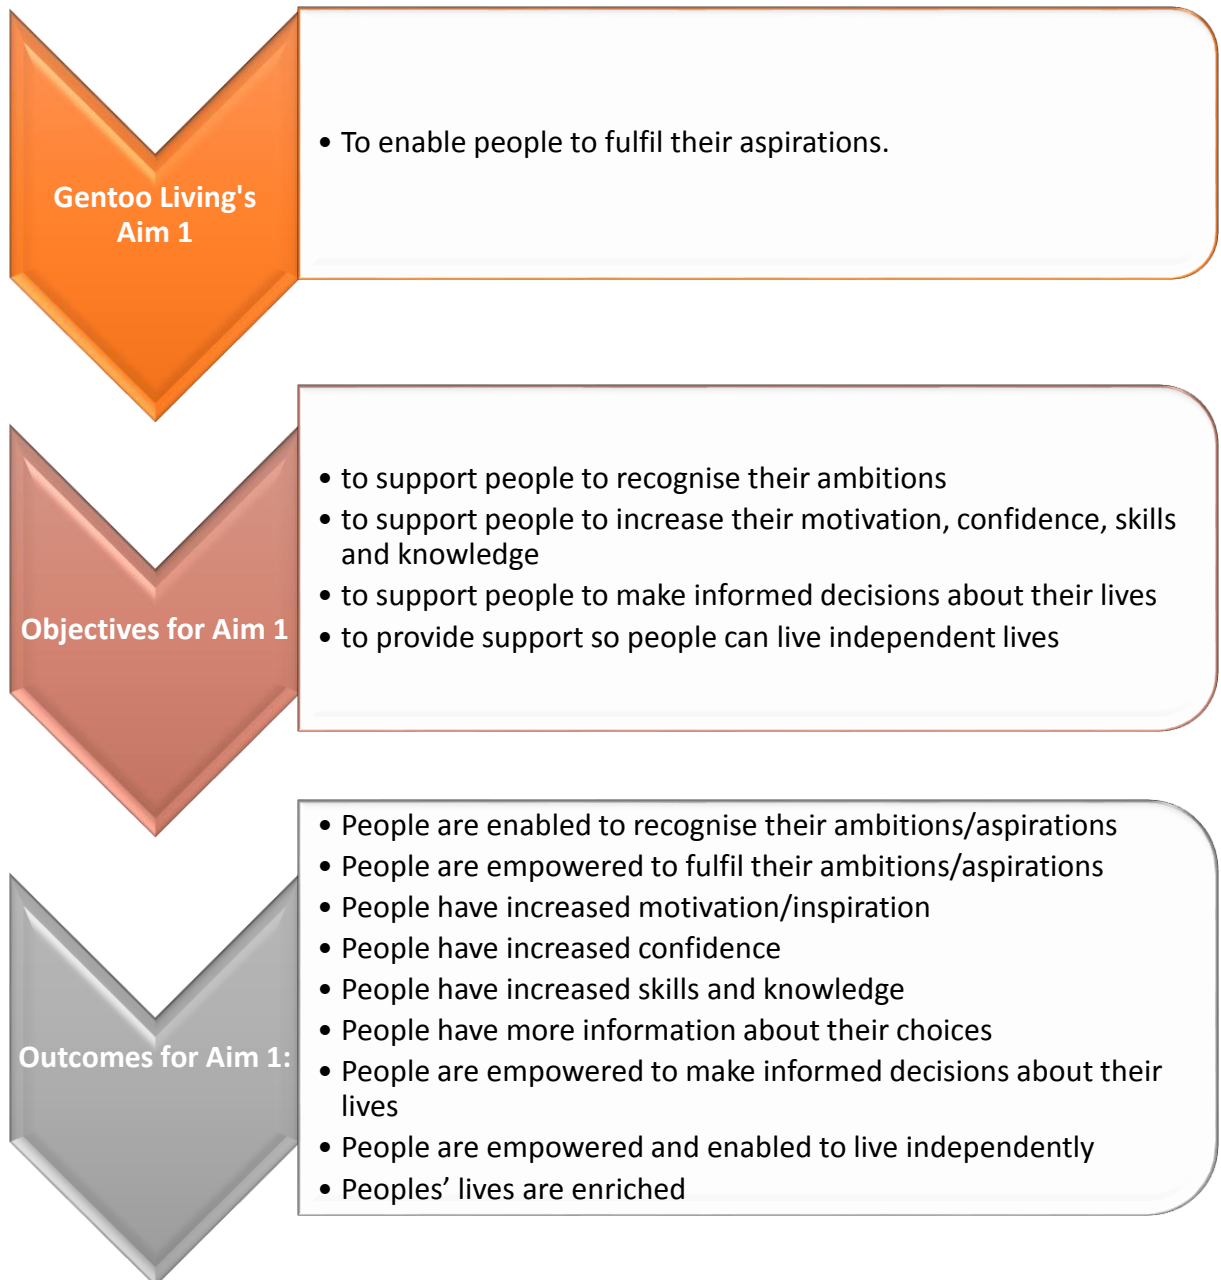 Gentoo Living's
Aim 1
• To enable people to fulfil their aspirations.
Objectives for Aim 1
• to support people to recognise their ambitions
• to support people to increase their motivation, confidence, skills
and knowledge
• to support people to make informed decisions about their lives
• to provide support so people can live independent lives
Outcomes for Aim 1:
• People are enabled to recognise their ambitions/aspirations
• People are empowered to fulfil their ambitions/aspirations
• People have increased motivation/inspiration
• People have increased confidence
• People have increased skills and knowledge
• People have more information about their choices
• People are empowered to make informed decisions about their
lives
• People are empowered and enabled to live independently
• Peoples’ lives are enriched